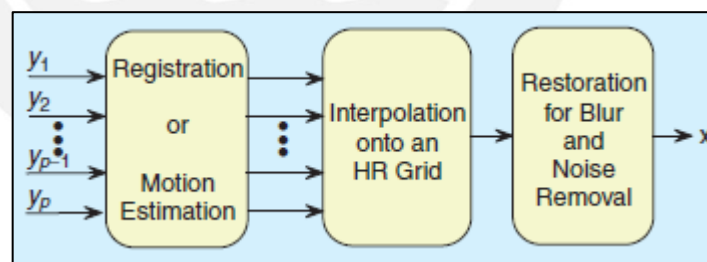 y1
y2
yp-1
yp
Registration
or
Motion
Estimation
Interpolation
onto an
HR Grid
Restoration
for Blur
and
Noise
Removal
x